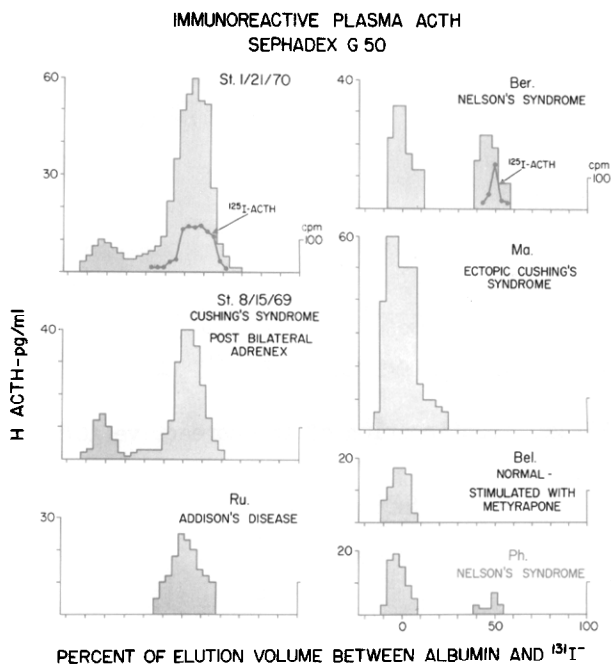 IMMUNOREACTIVE PLASMA ACTH
SEPHADEX G 50
H ACTH-pg/ml
60
30
St. 1/21/70
125I-ACTH
cpm
100
40
St. 8/15/69
CUSHING'S SYNDROME
POST BILATERAL
ADRENEX
30
Ru.
ADDISON'S DISEASE
40
Ber.
NELSON'S SYNDROME
125I-ACTH
cpm
100
60
Ma.
ECTOPIC CUSHING'S
SYNDROME
20
Bel.
NORMAL -
STIMULATED WITH
METYRAPONE
20
Ph.
NELSON'S SYNDROME
0 50 100
PERCENT OF ELUTION VOLUME BETWEEN ALBUMIN AND 131I-